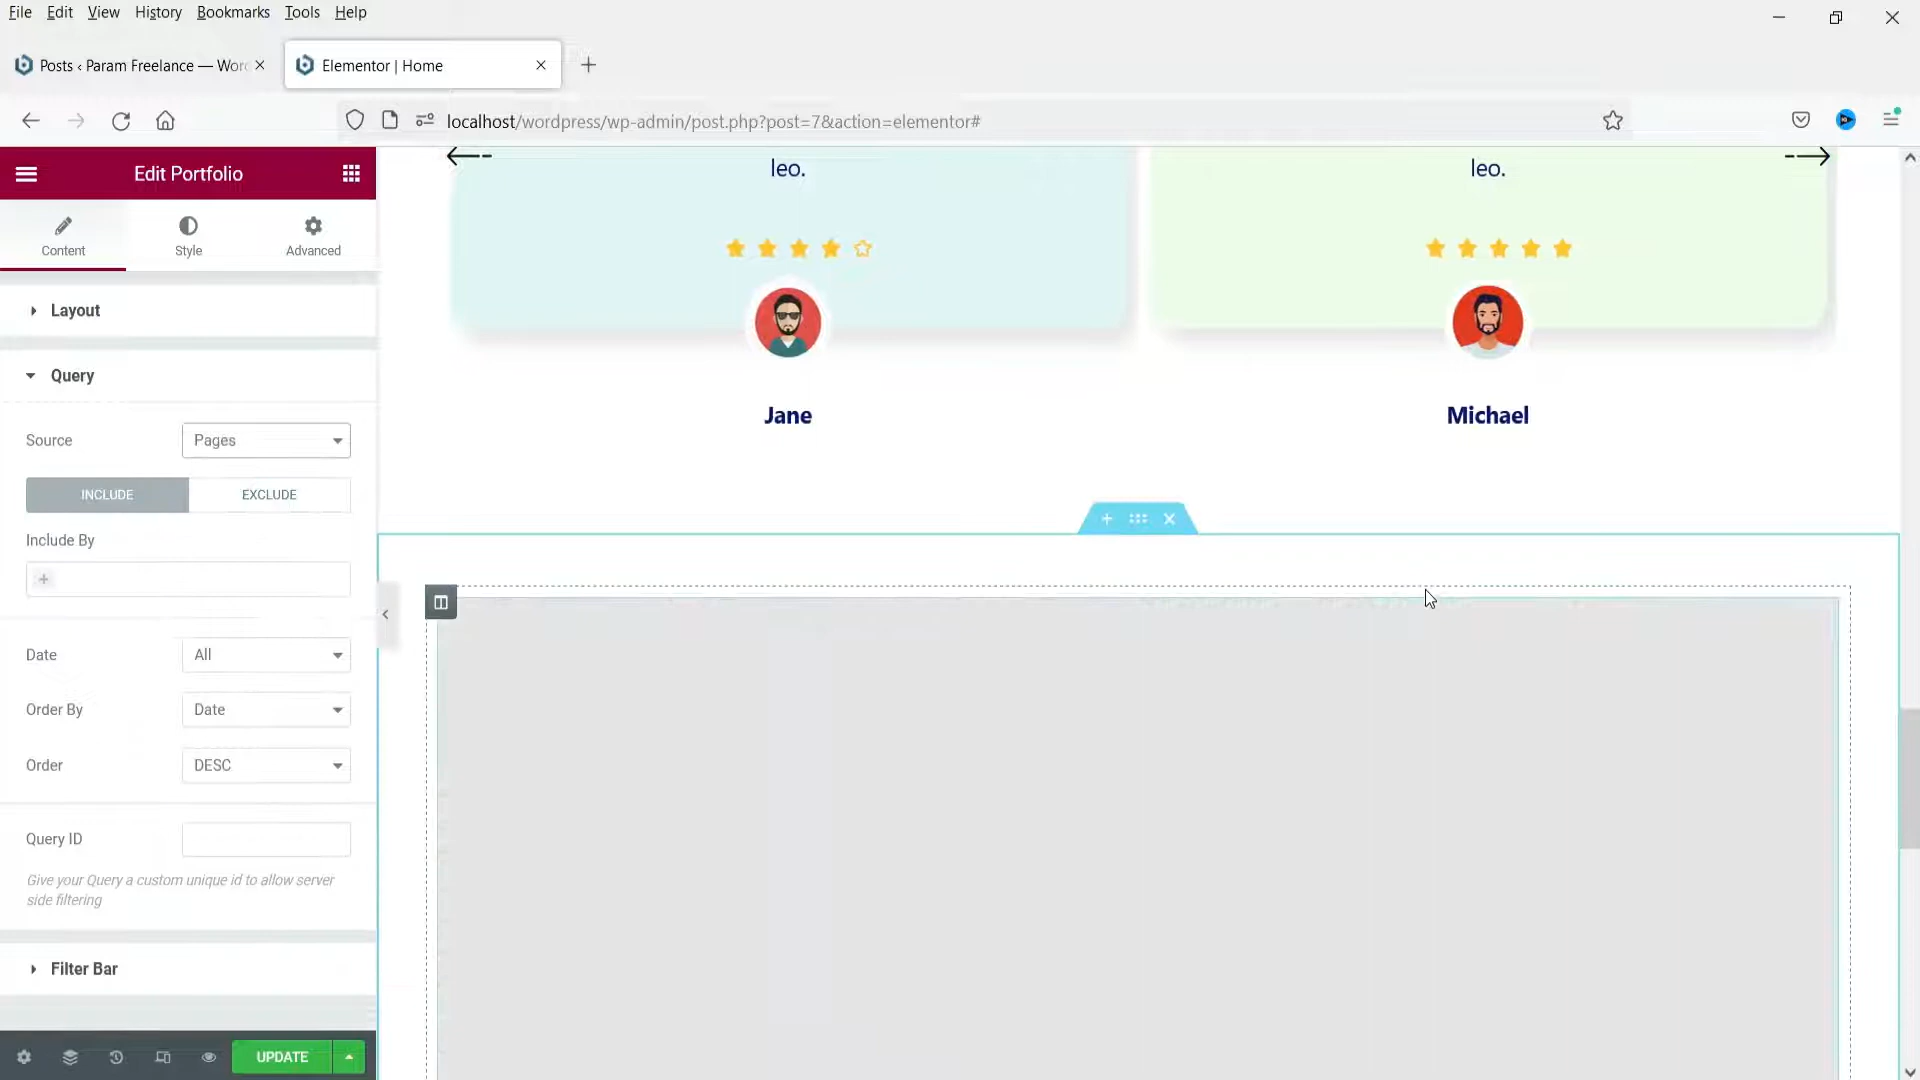 File Edit View History Bookmarks Tools Help
Posts ‹ Param Freelance — Worc
Elementor | Home
localhost/wordpress/wp-admin/post.php?post=7&action=elementor#
Edit Portfolio
Content Style Advanced
Layout
Query
Source Pages
INCLUDE EXCLUDE
Include By
Date All
Order By Date
Order DESC
Query ID
Give your Query a custom unique id to allow server
side filtering
Filter Bar
UPDATE
leo.
leo.
Jane
Michael